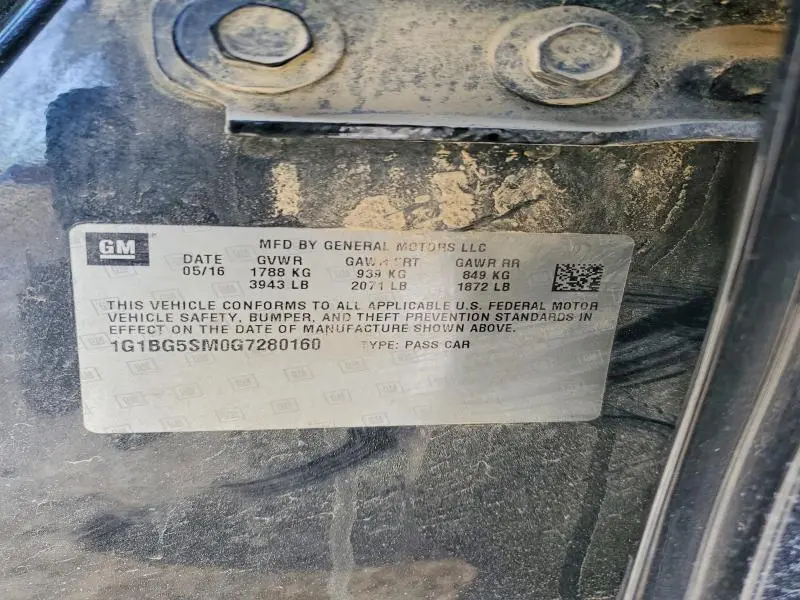 GM
MFD BY GENERAL MOTORS LLC
DATE GVWR GAWR FRT GAWR RR
05/16 1788 KG 939 KG 849 KG
3943 LB 2071 LB 1872 LB
THIS VEHICLE CONFORMS TO ALL APPLICABLE U.S. FEDERAL MOTOR
VEHICLE SAFETY, BUMPER, AND THEFT PREVENTION STANDARDS IN
EFFECT ON THE DATE OF MANUFACTURE SHOWN ABOVE.
1G1BG5SM0G7280160 TYPE: PASS CAR